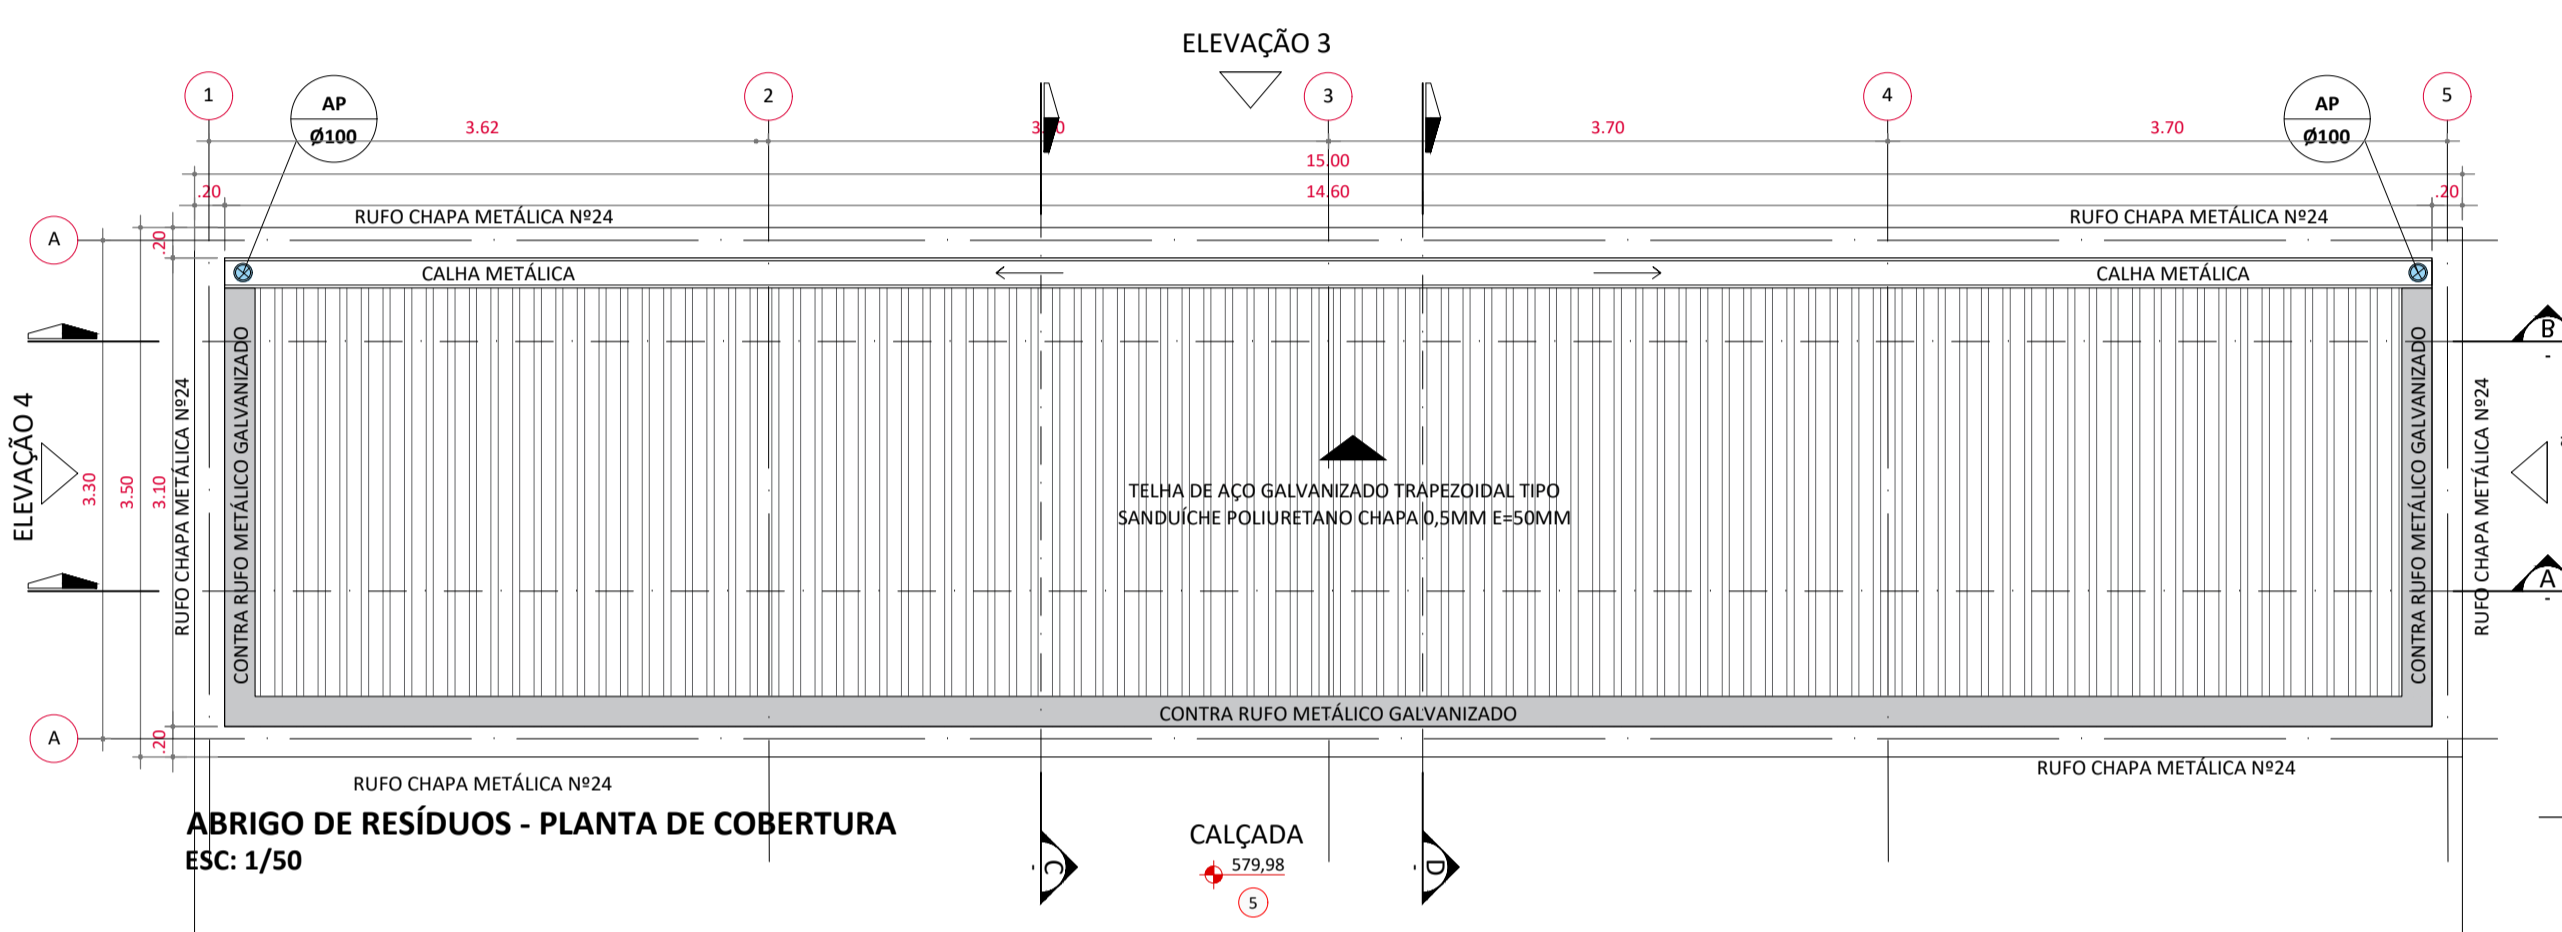 ELEVAÇÃO 3
1
AP
Ø100
2
3
4
AP
Ø100
5
3.62
3.70
3.70
15.00
.20
14.60
.20
RUFO CHAPA METÁLICA Nº24
RUFO CHAPA METÁLICA Nº24
A
.20
CALHA METÁLICA
CALHA METÁLICA
B
-
ELEVAÇÃO 4
3.30
3.50
3.10
RUFO CHAPA METÁLICA Nº24
CONTRA RUFO METÁLICO GALVANIZADO
TELHA DE AÇO GALVANIZADO TRAPEZOIDAL TIPO
SANDUÍCHE POLIURETANO CHAPA 0,5MM E=50MM
CONTRA RUFO METÁLICO GALVANIZADO
RUFO CHAPA METÁLICA Nº24
A
-
CONTRA RUFO METÁLICO GALVANIZADO
A
.20
RUFO CHAPA METÁLICA Nº24
RUFO CHAPA METÁLICA Nº24
ABRIGO DE RESÍDUOS - PLANTA DE COBERTURA
ESC: 1/50
- C
CALÇADA
579,98
5
- D